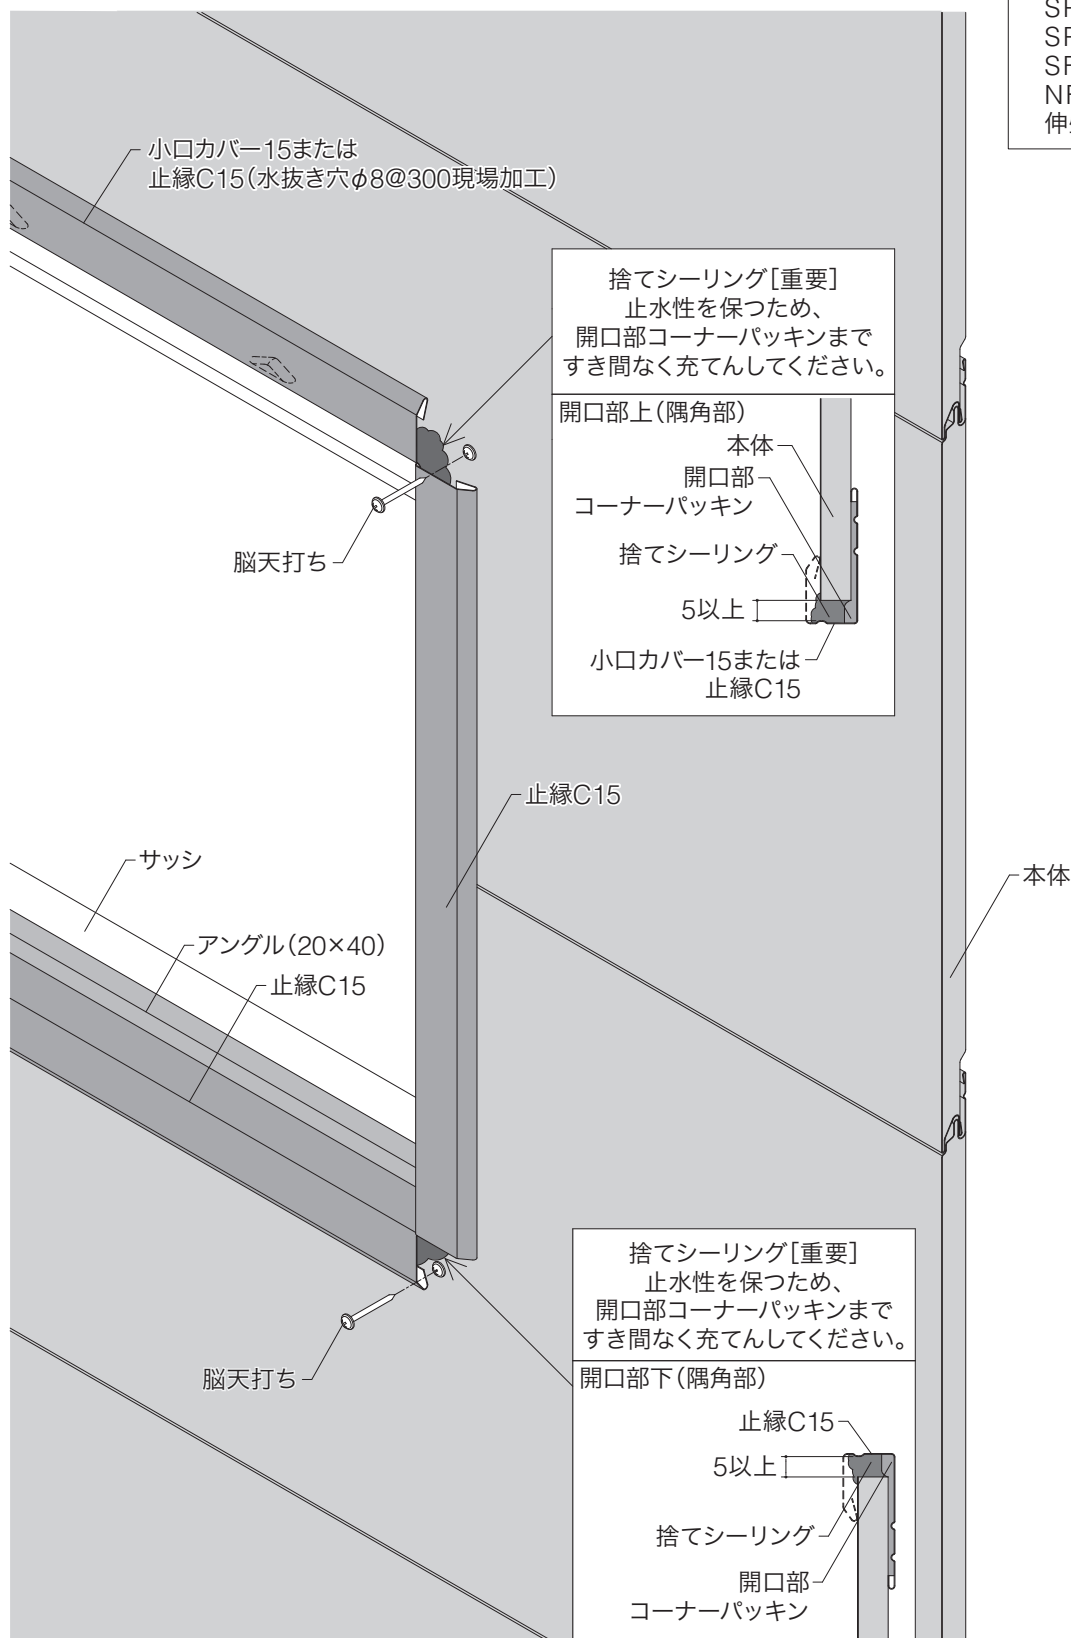 SF
NF
小口カバー15または
止縁C15(水抜き穴φ8@300現場加工)
捨てシーリング[重要]
止水性を保つため、
開口部コーナーパッキンまで
すき間なく充てんしてください。
開口部上(隅角部)
本体
開口部
コーナーパッキン
捨てシーリング
5以上
小口カバー15または
止縁C15
脳天打ち
止縁C15
サッシ
アングル(20×40)
止縁C15
本体
捨てシーリング[重要]
止水性を保つため、
開口部コーナーパッキンまで
すき間なく充てんしてください。
開口部下(隅角部)
止縁C15
5以上
捨てシーリング
開口部
コーナーパッキン
脳天打ち